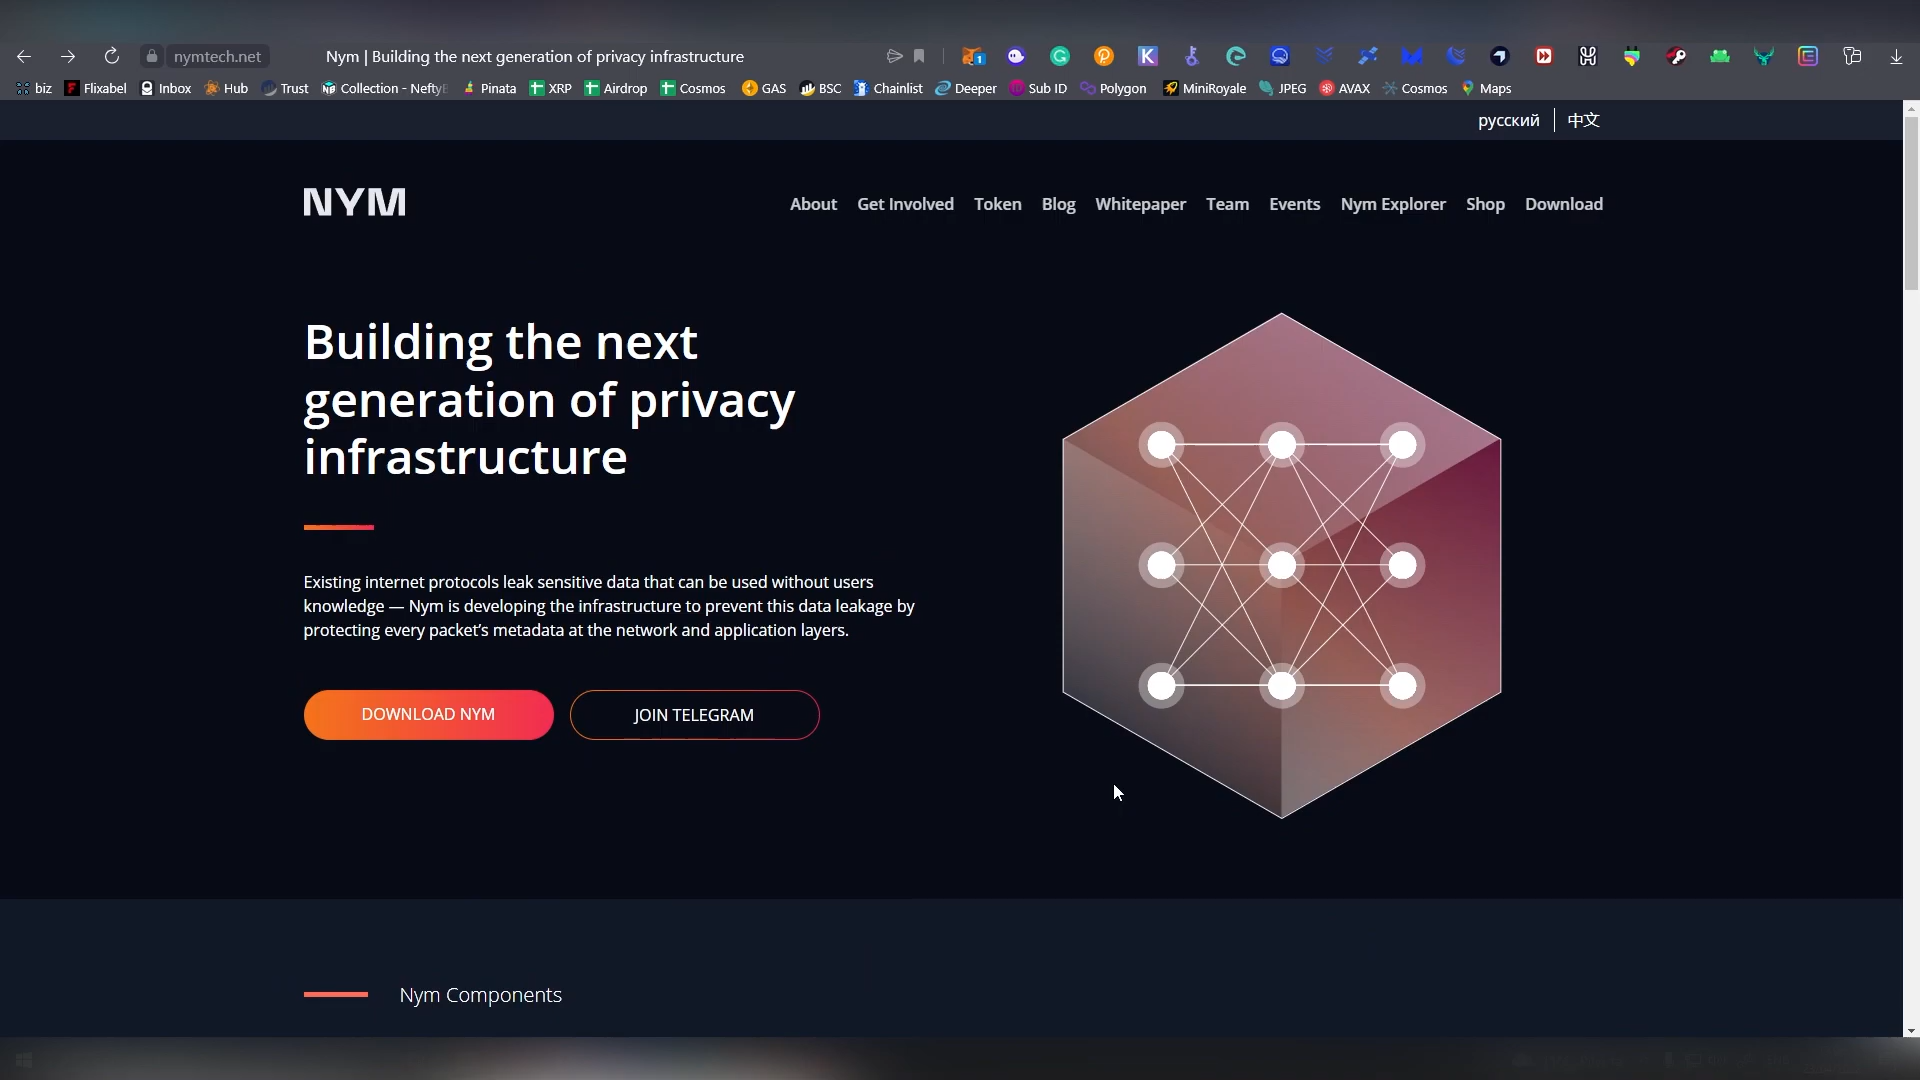 nymtech.net Nym | Building the next generation of privacy infrastructure 1
biz Flixabel Inbox Hub Trust Collection - Nefty Pinata XRP Airdrop Cosmos GAS BSC Chainlist Deeper Sub ID Polygon MiniRoyale JPEG AVAX Cosmos Maps
русский 中文
NYM
About Get Involved Token Blog Whitepaper Team Events Nym Explorer Shop Download
Building the next
generation of privacy
infrastructure
Existing internet protocols leak sensitive data that can be used without users
knowledge — Nym is developing the infrastructure to prevent this data leakage by
protecting every packet’s metadata at the network and application layers.
DOWNLOAD NYM JOIN TELEGRAM
Nym Components